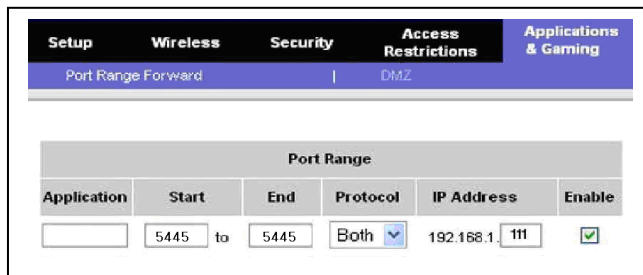 Setup Wireless Security Access Restrictions Applications & Gaming
Port Range Forward | DMZ
Port Range
Application Start End Protocol IP Address Enable
5445 to 5445 Both 192.168.1. 111